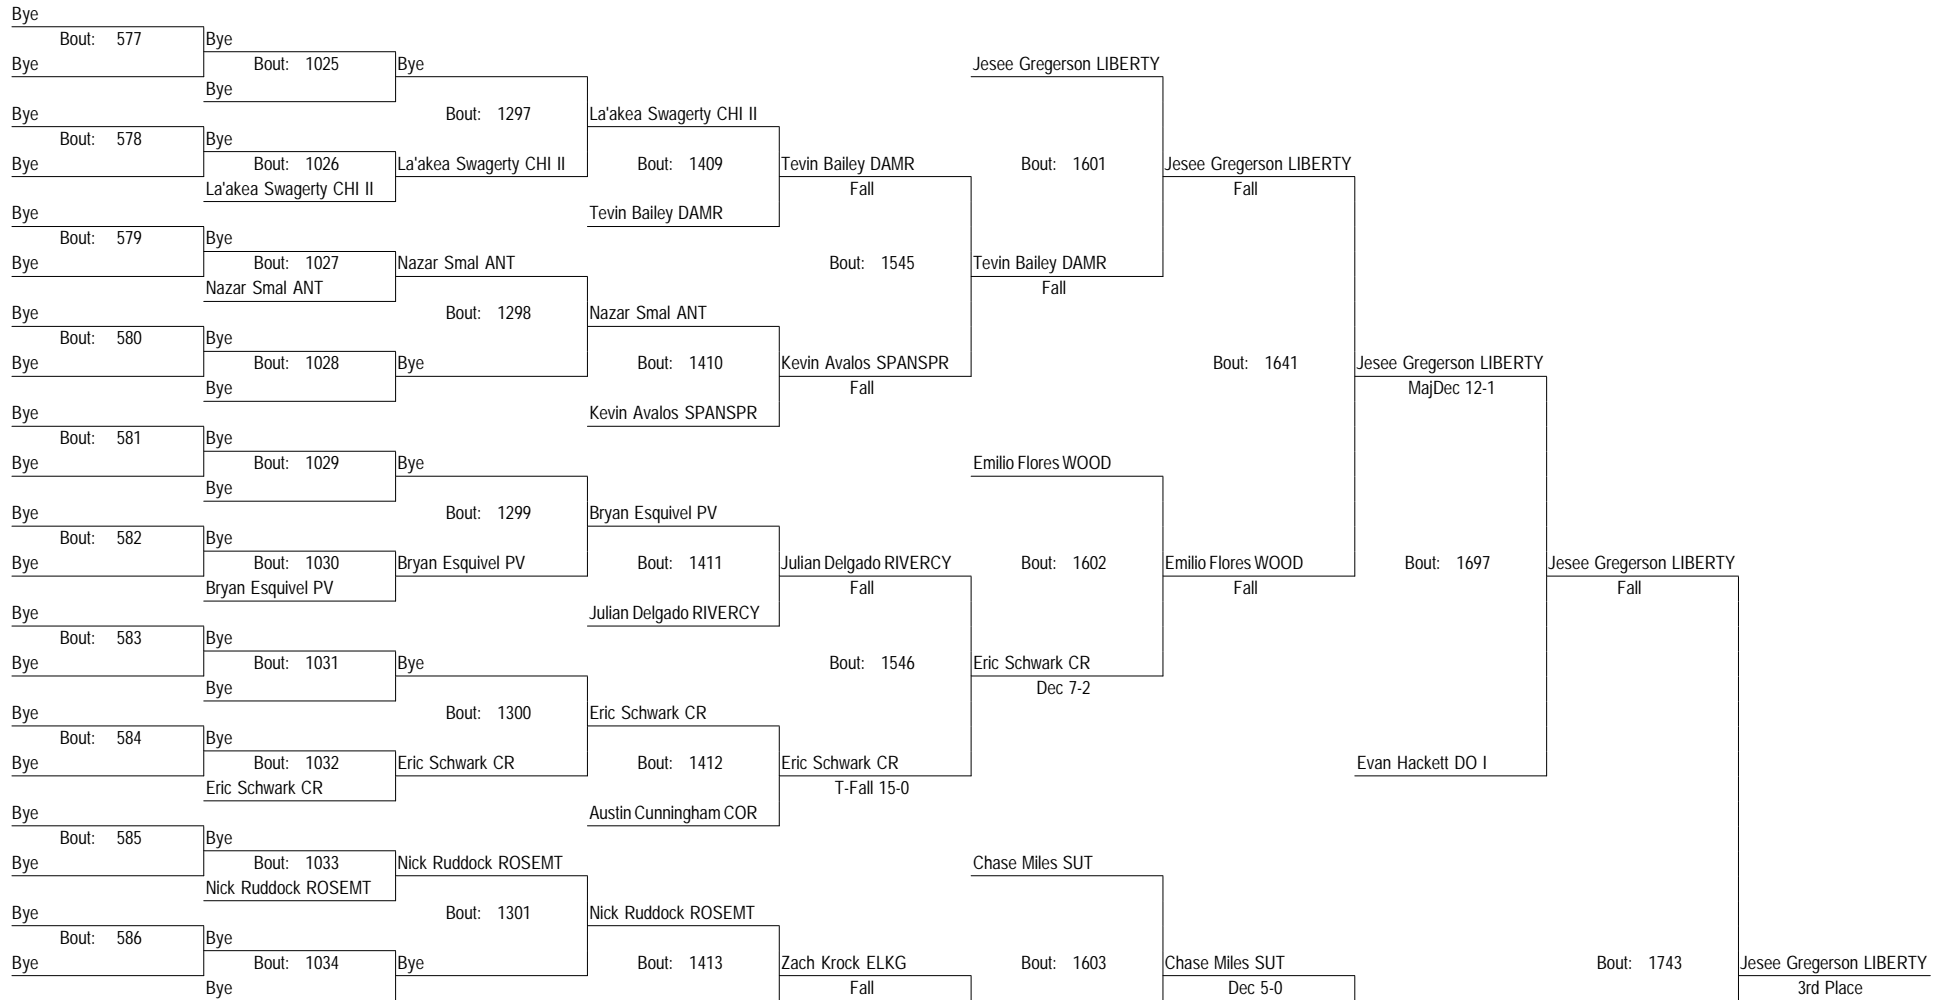 Bye
Bout: 577 Bye
Bye Bout: 1025 Bye Jesee Gregerson LIBERTY
Bye
Bye Bout: 1297 La'akea Swagerty CHI II
Bout: 578 Bye
Bye Bout: 1026 La'akea Swagerty CHI II Bout: 1409 Tevin Bailey DAMR Bout: 1601 Jesee Gregerson LIBERTY
La'akea Swagerty CHI II Fall Fall
Bye Tevin Bailey DAMR
Bout: 579 Bye
Bye Bout: 1027 Nazar Smal ANT Bout: 1545 Tevin Bailey DAMR
Nazar Smal ANT Fall
Bye Bout: 1298 Nazar Smal ANT
Bout: 580 Bye
Bye Bout: 1028 Bye Bout: 1410 Kevin Avalos SPANSPR Bout: 1641 Jesee Gregerson LIBERTY
Bye Fall MajDec 12-1
Bye Kevin Avalos SPANSPR
Bout: 581 Bye
Bye Bout: 1029 Bye Emilio Flores WOOD
Bye
Bye Bout: 1299 Bryan Esquivel PV
Bout: 582 Bye
Bye Bout: 1030 Bryan Esquivel PV Bout: 1411 Julian Delgado RIVERCY Bout: 1602 Emilio Flores WOOD Bout: 1697 Jesee Gregerson LIBERTY
Bryan Esquivel PV Fall Fall Fall
Bye Julian Delgado RIVERCY
Bout: 583 Bye
Bye Bout: 1031 Bye Bout: 1546 Eric Schwark CR
Bye Dec 7-2
Bye Bout: 1300 Eric Schwark CR
Bout: 584 Bye
Bye Bout: 1032 Eric Schwark CR Bout: 1412 Eric Schwark CR Evan Hackett DO I
Eric Schwark CR T-Fall 15-0
Bye Austin Cunningham COR
Bout: 585 Bye
Bye Bout: 1033 Nick Ruddock ROSEMT Chase Miles SUT
Nick Ruddock ROSEMT
Bye Bout: 1301 Nick Ruddock ROSEMT
Bout: 586 Bye
Bye Bout: 1034 Bye Bout: 1413 Zach Krock ELKG Bout: 1603 Chase Miles SUT Bout: 1743 Jesee Gregerson LIBERTY
Bye Fall Dec 5-0 3rd Place